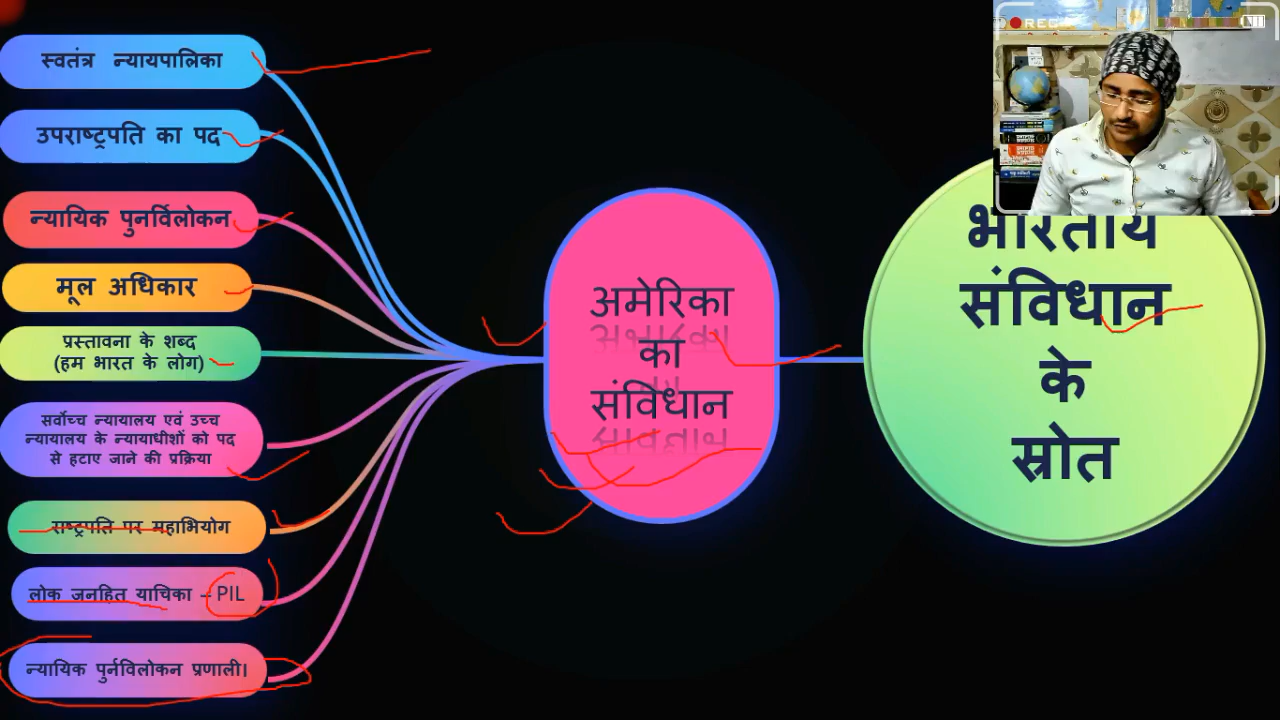 स्वतंत्र न्यायपालिका
उपराष्ट्रपति का पद
न्यायिक पुनर्विलोकन
मूल अधिकार
प्रस्तावना के शब्द
(हम भारत के लोग)
सर्वोच्च न्यायालय एवं उच्च
न्यायालय के न्यायाधीशों को पद
से हटाए जाने की प्रक्रिया
राष्ट्रपति पर महाभियोग
लोक जनहित याचिका – PIL
न्यायिक पुर्नविलोकन प्रणाली।
अमेरिका
का
संविधान
भारतीय
संविधान
के
स्रोत
REC